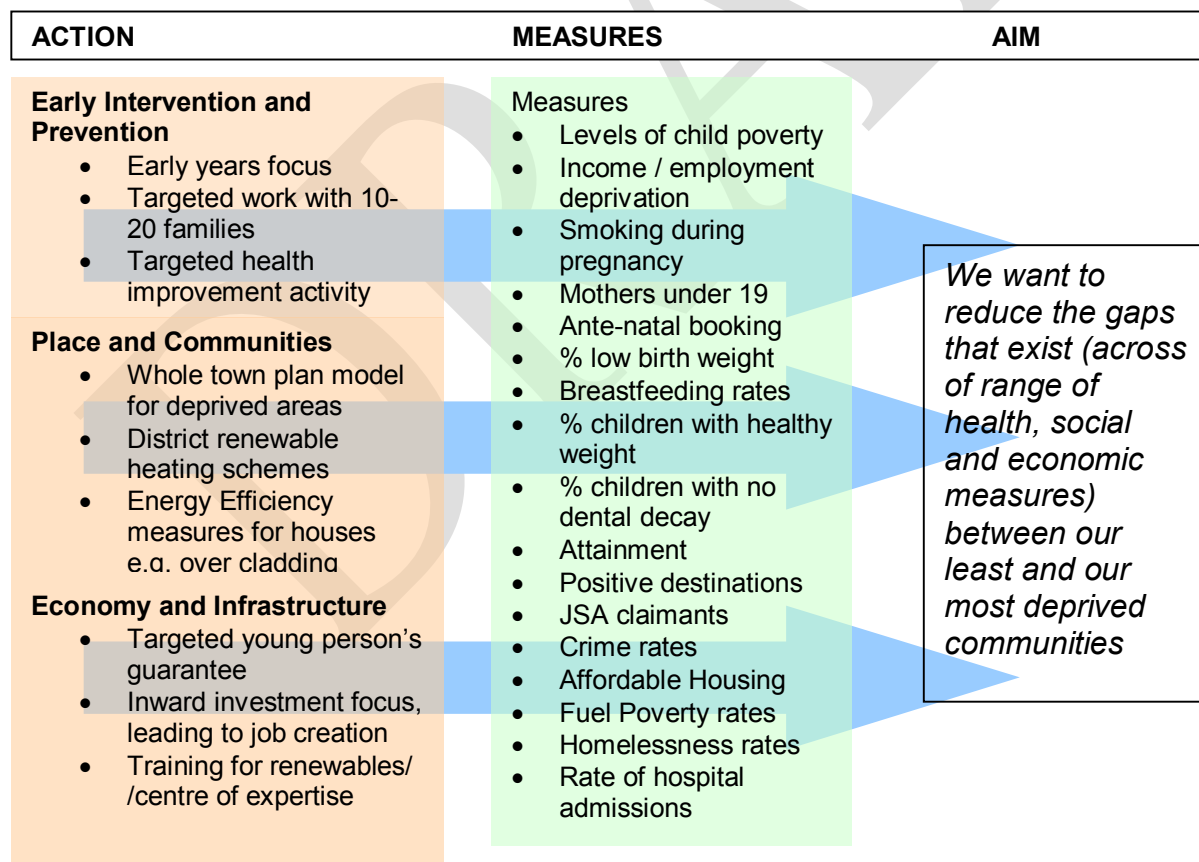 ACTION MEASURES AIM
Early Intervention and
Prevention
• Early years focus
• Targeted work with 10-
20 families
• Targeted health
improvement activity
Place and Communities
• Whole town plan model
for deprived areas
• District renewable
heating schemes
• Energy Efficiency
measures for houses
e.g. over cladding
Economy and Infrastructure
• Targeted young person's
guarantee
• Inward investment focus,
leading to job creation
• Training for renewables/
/centre of expertise
Measures
• Levels of child poverty
• Income / employment
deprivation
• Smoking during
pregnancy
• Mothers under 19
• Ante-natal booking
• % low birth weight
• Breastfeeding rates
• % children with healthy
weight
• % children with no
dental decay
• Attainment
• Positive destinations
• JSA claimants
• Crime rates
• Affordable Housing
• Fuel Poverty rates
• Homelessness rates
• Rate of hospital
admissions
We want to
reduce the gaps
that exist (across
of range of
health, social
and economic
measures)
between our
least and our
most deprived
communities